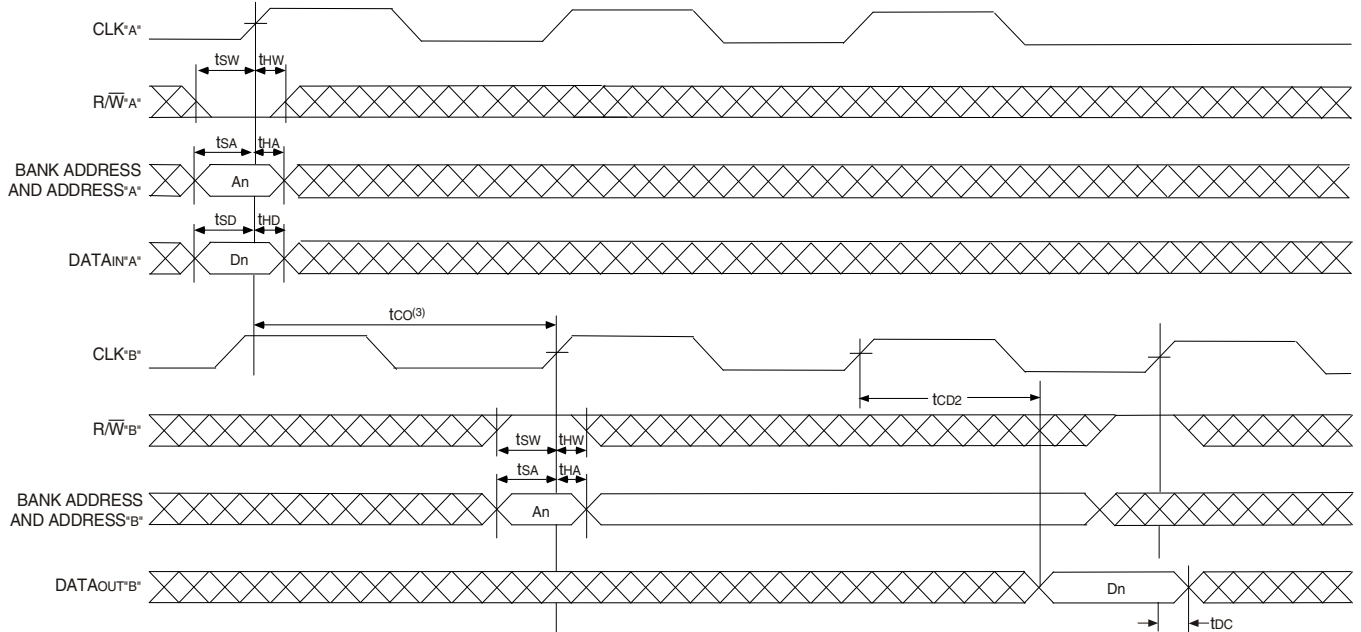 CLK"A"
tSW tHW
R/W̅"A"
tSA tHA
BANK ADDRESS
AND ADDRESS"A"
An
tSD tHD
DATAIN"A"
Dn
tCO(3)
CLK"B"
tCD2
R/W̅"B"
tSW tHW
tSA tHA
BANK ADDRESS
AND ADDRESS"B"
An
DATAOUT"B"
Dn
tDC